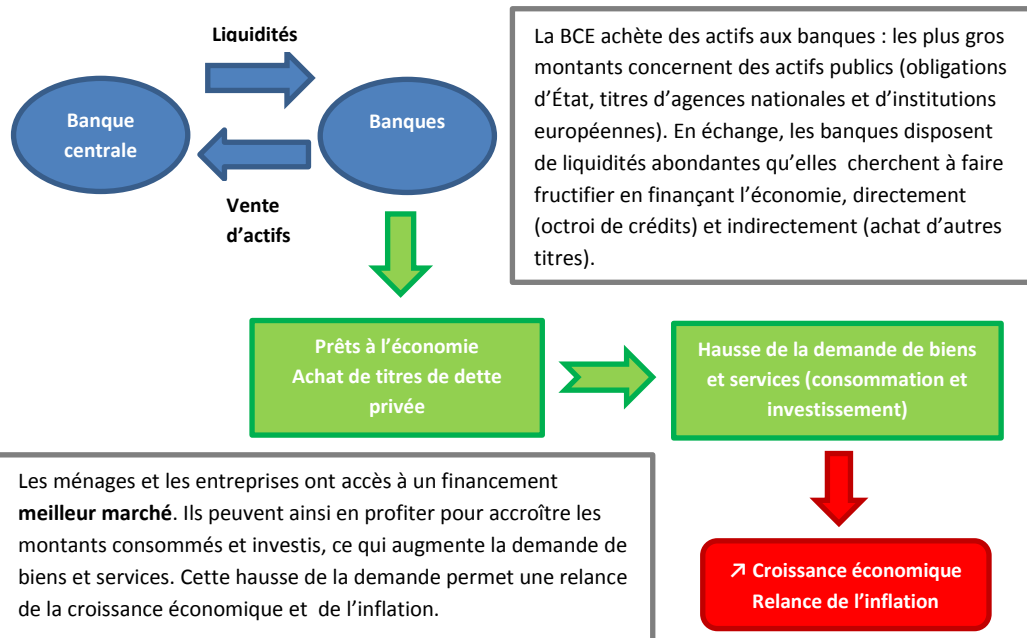 Liquidités
Banque
centrale
Banques
Vente
d’actifs
La BCE achète des actifs aux banques : les plus gros
montants concernent des actifs publics (obligations
d’État, titres d’agences nationales et d’institutions
européennes). En échange, les banques disposent
de liquidités abondantes qu’elles cherchent à faire
fructifier en finançant l’économie, directement
(octroi de crédits) et indirectement (achat d’autres
titres).
Prêts à l’économie
Achat de titres de dette
privée
Hausse de la demande de biens
et services (consommation et
investissement)
Les ménages et les entreprises ont accès à un financement
meilleur marché. Ils peuvent ainsi en profiter pour accroître les
montants consommés et investis, ce qui augmente la demande de
biens et services. Cette hausse de la demande permet une relance
de la croissance économique et de l’inflation.
↗ Croissance économique
Relance de l’inflation